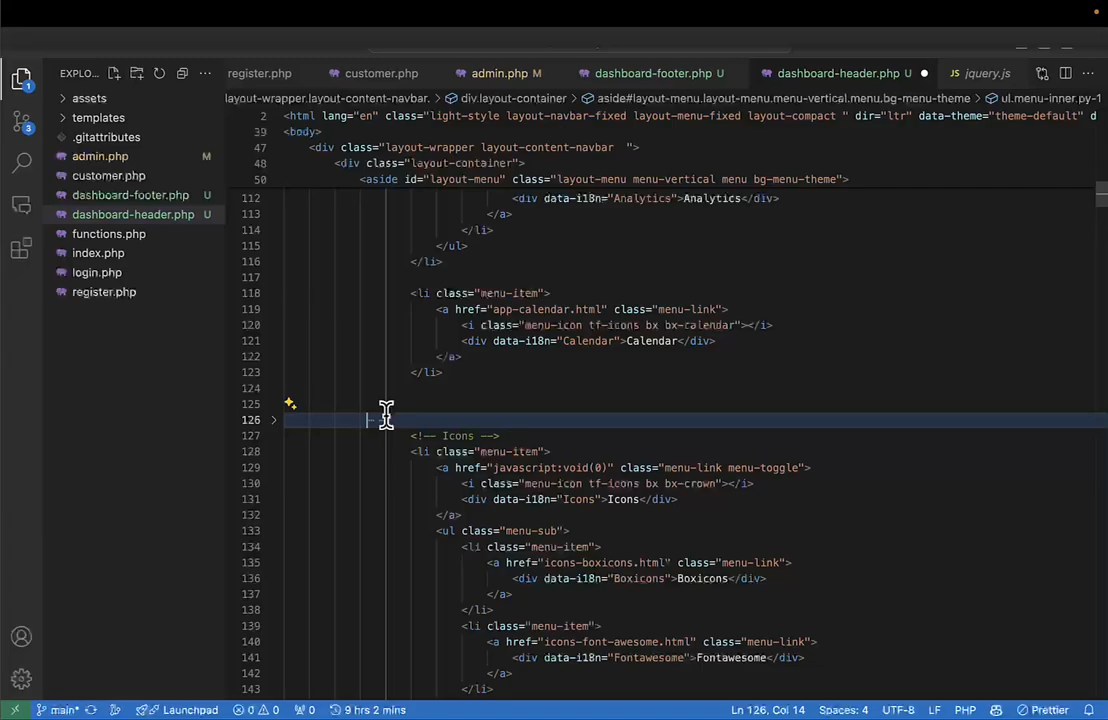 EXPLO...
register.php
customer.php
admin.php M
dashboard-footer.php U
dashboard-header.php U
jquery.js
layout-wrapper.layout-content-navbar. > div.layout-container > aside#layout-menu.layout-menu.menu-vertical.menu.bg-menu-theme > ul.menu-inner.py-1
assets
templates
.gitattributes
admin.php M
customer.php
dashboard-footer.php U
dashboard-header.php U
functions.php
index.php
login.php
register.php
1
3
2 <html lang="en" class="light-style layout-navbar-fixed layout-menu-fixed layout-compact " dir="ltr" data-theme="theme-default" d
39 <body>
47 <div class="layout-wrapper layout-content-navbar  ">
48 <div class="layout-container">
50 <aside id="layout-menu" class="layout-menu menu-vertical menu bg-menu-theme">
112 <div data-i18n="Analytics">Analytics</div>
113 </a>
114 </li>
115 </ul>
116 </li>
117
118 <li class="menu-item">
119 <a href="app-calendar.html" class="menu-link">
120 <i class="menu-icon tf-icons bx bx-calendar"></i>
121 <div data-i18n="Calendar">Calendar</div>
122 </a>
123 </li>
124
125
126
127 <!-- Icons -->
128 <li class="menu-item">
129 <a href="javascript:void(0)" class="menu-link menu-toggle">
130 <i class="menu-icon tf-icons bx bx-crown"></i>
131 <div data-i18n="Icons">Icons</div>
132 </a>
133 <ul class="menu-sub">
134 <li class="menu-item">
135 <a href="icons-boxicons.html" class="menu-link">
136 <div data-i18n="Boxicons">Boxicons</div>
137 </a>
138 </li>
139 <li class="menu-item">
140 <a href="icons-font-awesome.html" class="menu-link">
141 <div data-i18n="Fontawesome">Fontawesome</div>
142 </a>
143 </li>
main* Launchpad 0 0 0 9 hrs 2 mins Ln 126, Col 14 Spaces: 4 UTF-8 LF PHP Prettier